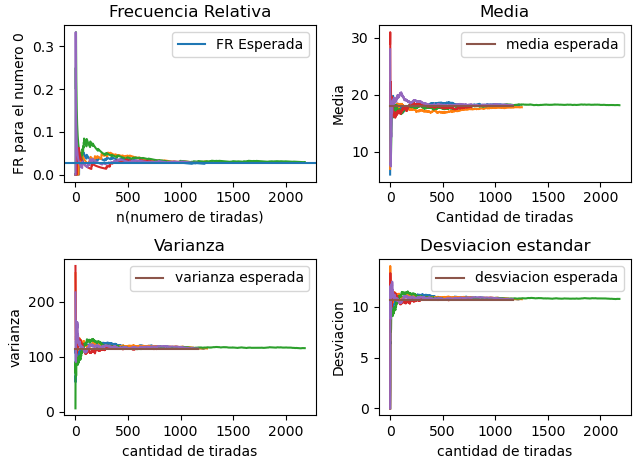 Frecuencia Relativa
FR para el numero 0
0.3
0.2
0.1
0.0
FR Esperada
0 500 1000 1500 2000
n(numero de tiradas)
Media
Media
30
20
10
media esperada
0 500 1000 1500 2000
Cantidad de tiradas
Varianza
varianza
200
100
0
varianza esperada
0 500 1000 1500 2000
cantidad de tiradas
Desviacion estandar
Desviacion
10
5
0
desviacion esperada
0 500 1000 1500 2000
cantidad de tiradas